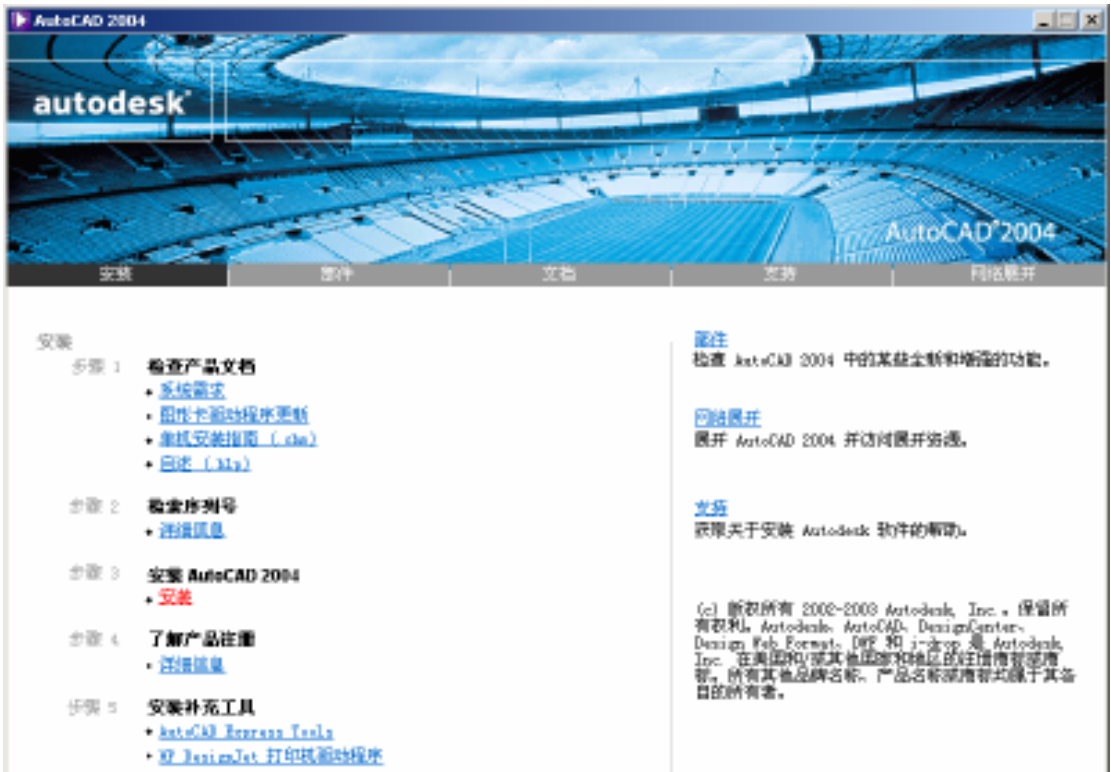 AutoCAD 2004
autodesk®
AutoCAD®2004
安装 部件 文档 支持 网络展开
安装
步骤 1 检查产品文档
系统需求
图形卡驱动程序更新
单机安装指南 (.chm)
自述 (.hlp)
步骤 2 检索序列号
详细信息
步骤 3 安装 AutoCAD 2004
安装
步骤 4 了解产品注册
详细信息
步骤 5 安装补充工具
AutoCAD Express Tools
HP DesignJet 打印机驱动程序
部件
检查 AutoCAD 2004 中的某些全新和增强的功能。
网络展开
展开 AutoCAD 2004 并访问展开资源。
支持
获取关于安装 Autodesk 软件的帮助。
(c) 版权所有 2002-2003 Autodesk, Inc.。保留所
有权利。Autodesk、AutoCAD、DesignCenter、
Design Web Format、DWF 和 i-drop 是 Autodesk,
Inc. 在美国和/或其他国家和地区的注册商标或商
标。所有其他品牌名称、产品名称或商标均属于其各
自的所有者。